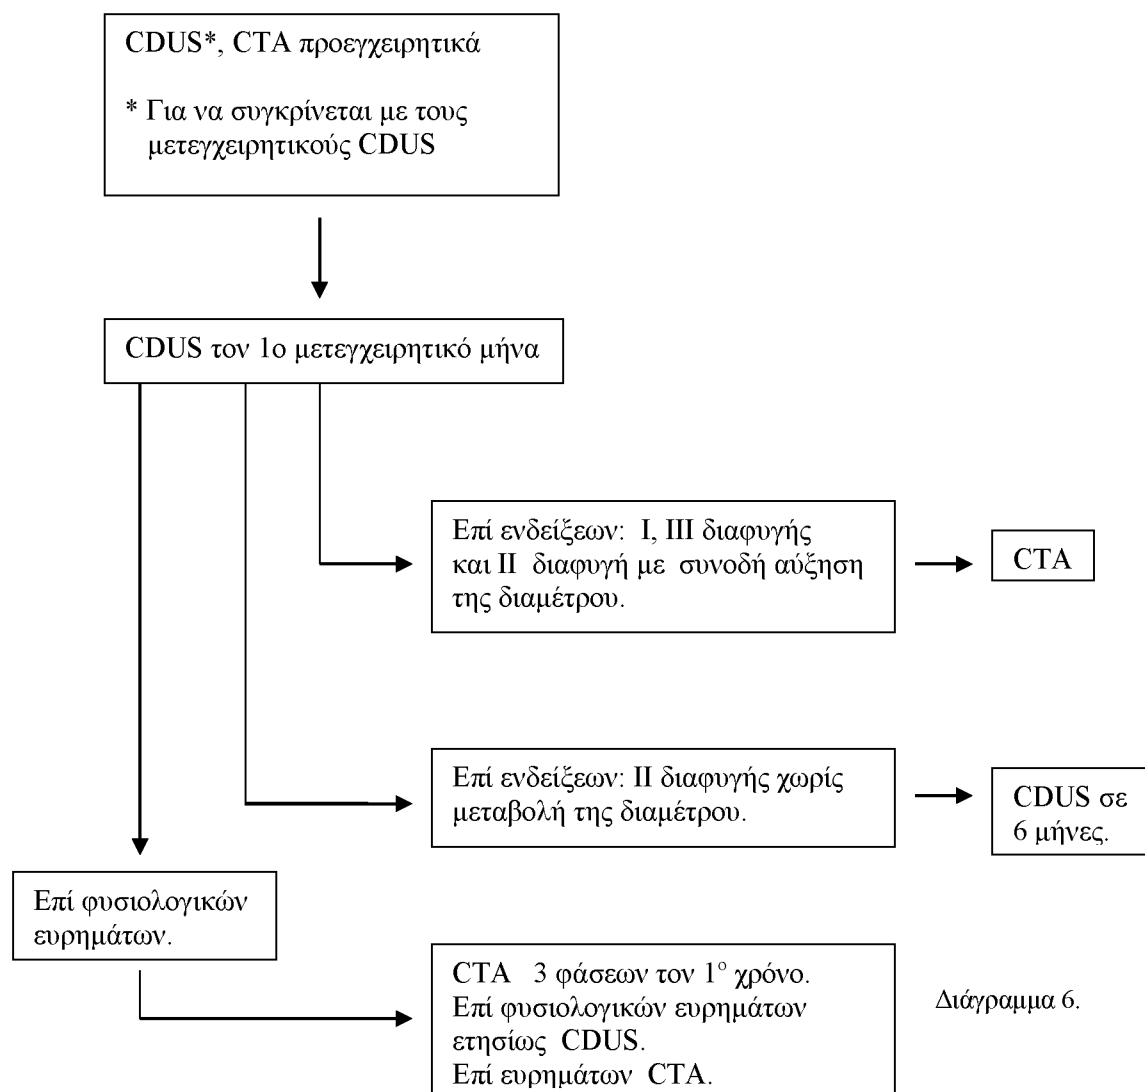 CDUS*, CTA προεγχειρητικά
* Για να συγκρίνεται με τους
μετεγχειρητικούς CDUS
CDUS τον 1ο μετεγχειρητικό μήνα
Επί ενδείξεων: I, III διαφυγής
και II διαφυγή με συνοδή αύξηση
της διαμέτρου.
CTA
Επί ενδείξεων: II διαφυγής χωρίς
μεταβολή της διαμέτρου.
CDUS σε
6 μήνες.
Επί φυσιολογικών
ευρημάτων.
CTA 3 φάσεων τον 1º χρόνο.
Επί φυσιολογικών ευρημάτων
ετησίως CDUS.
Επί ευρημάτων CTA.
Διάγραμμα 6.